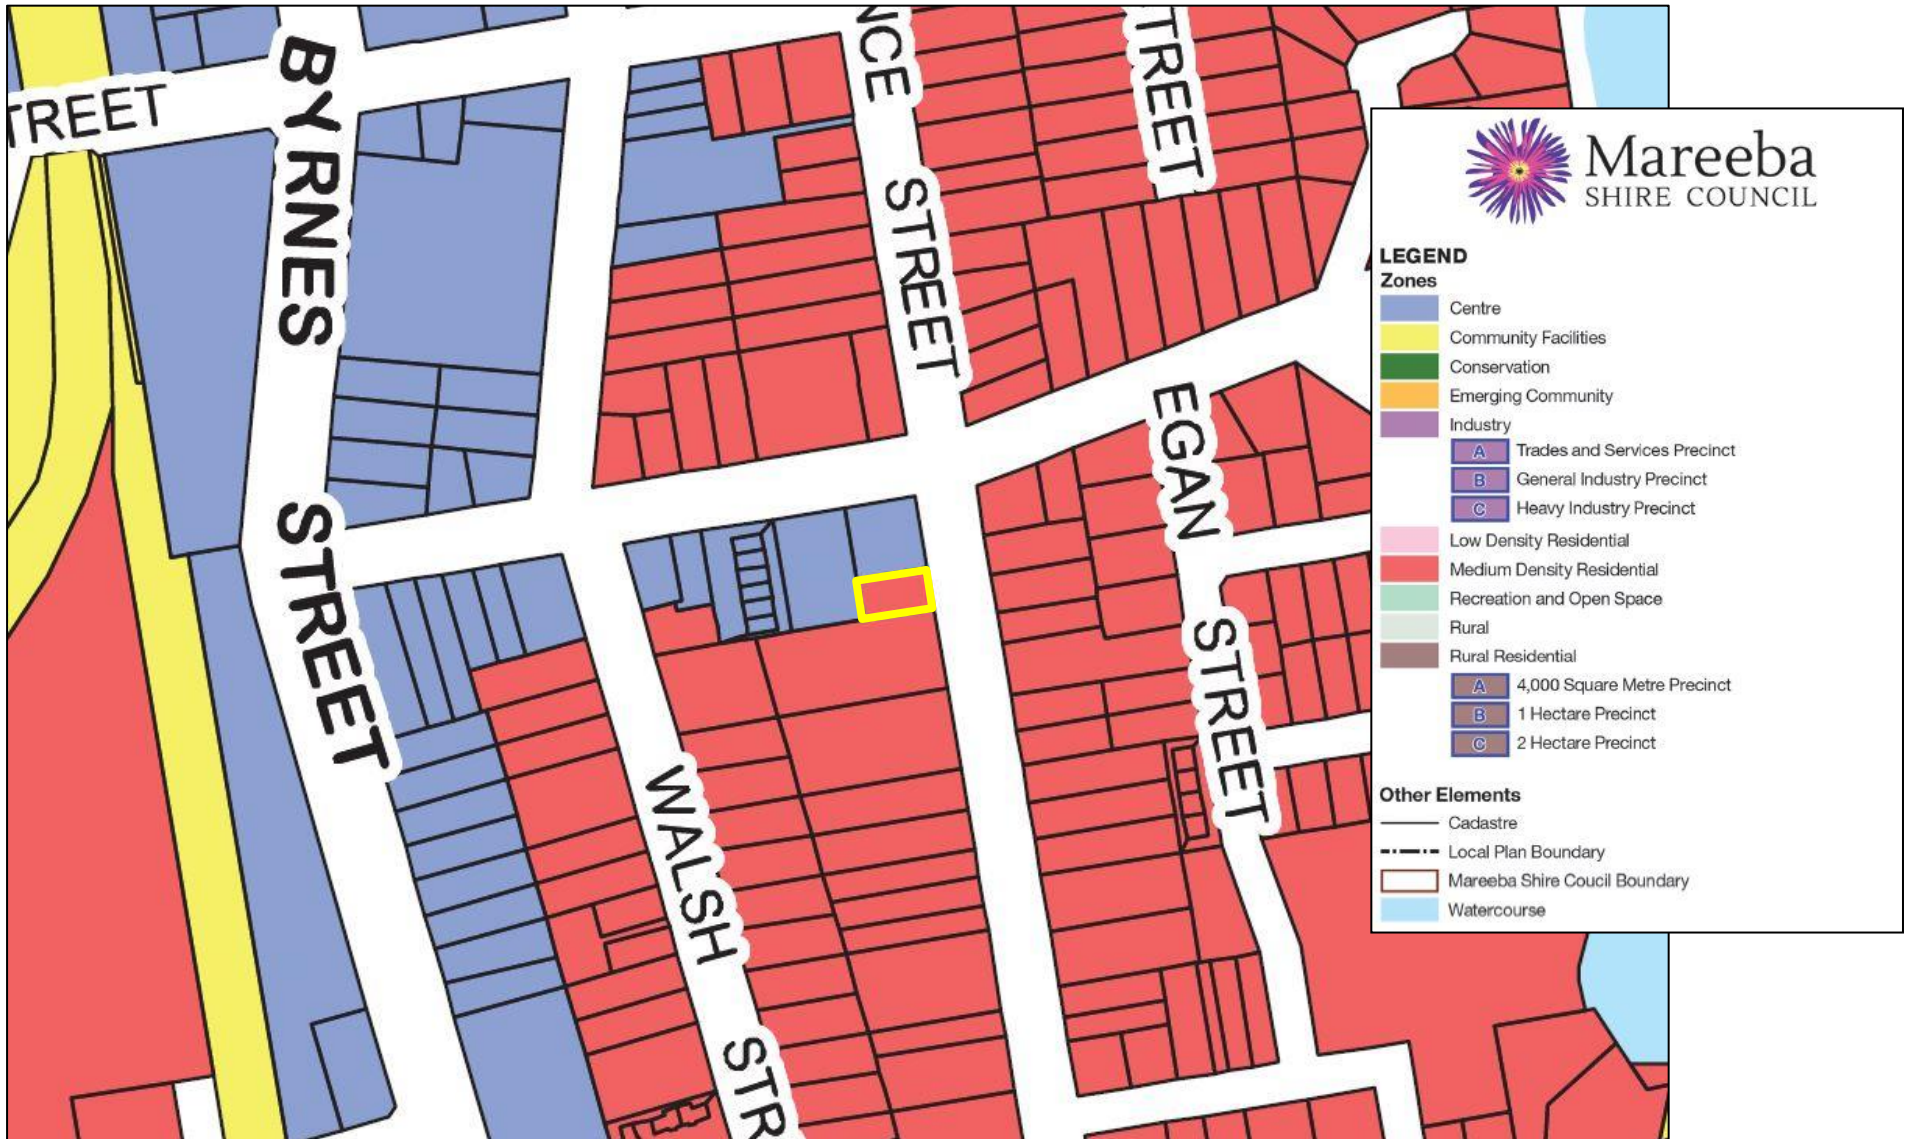 TREET
BYRNES
STREET
NCE
STREET
TREET
EGAN
STREET
WALSH
STR
Mareeba
SHIRE COUNCIL
LEGEND
Zones
Centre
Community Facilities
Conservation
Emerging Community
Industry
A Trades and Services Precinct
B General Industry Precinct
C Heavy Industry Precinct
Low Density Residential
Medium Density Residential
Recreation and Open Space
Rural
Rural Residential
A 4,000 Square Metre Precinct
B 1 Hectare Precinct
C 2 Hectare Precinct
Other Elements
Cadastre
Local Plan Boundary
Mareeba Shire Coucil Boundary
Watercourse